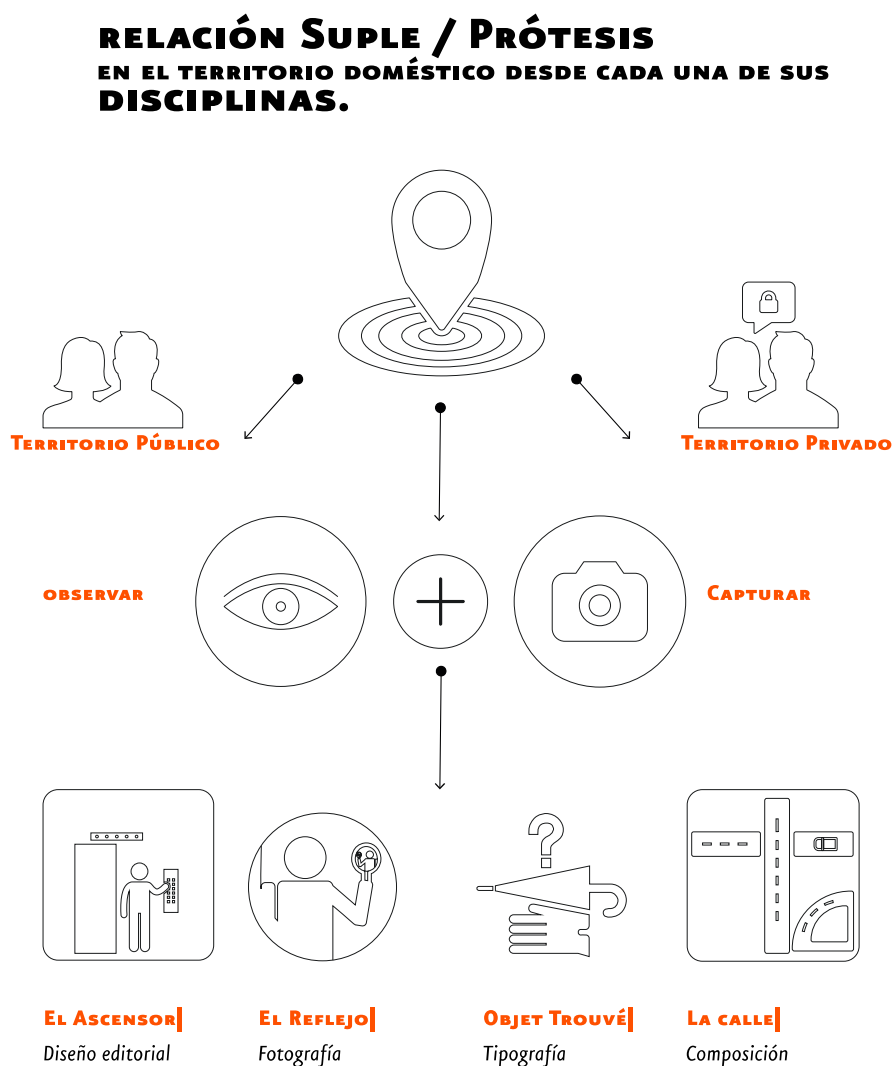 RELACIÓN SUPLE / PRÓTESIS
EN EL TERRITORIO DOMÉSTICO DESDE CADA UNA DE SUS
DISCIPLINAS.
TERRITORIO PÚBLICO
TERRITORIO PRIVADO
OBSERVAR
CAPTURAR
EL ASCENSOR
EL REFLEJO
OBJET TROUVÉ
LA CALLE
Diseño editorial
Fotografía
Tipografía
Composición